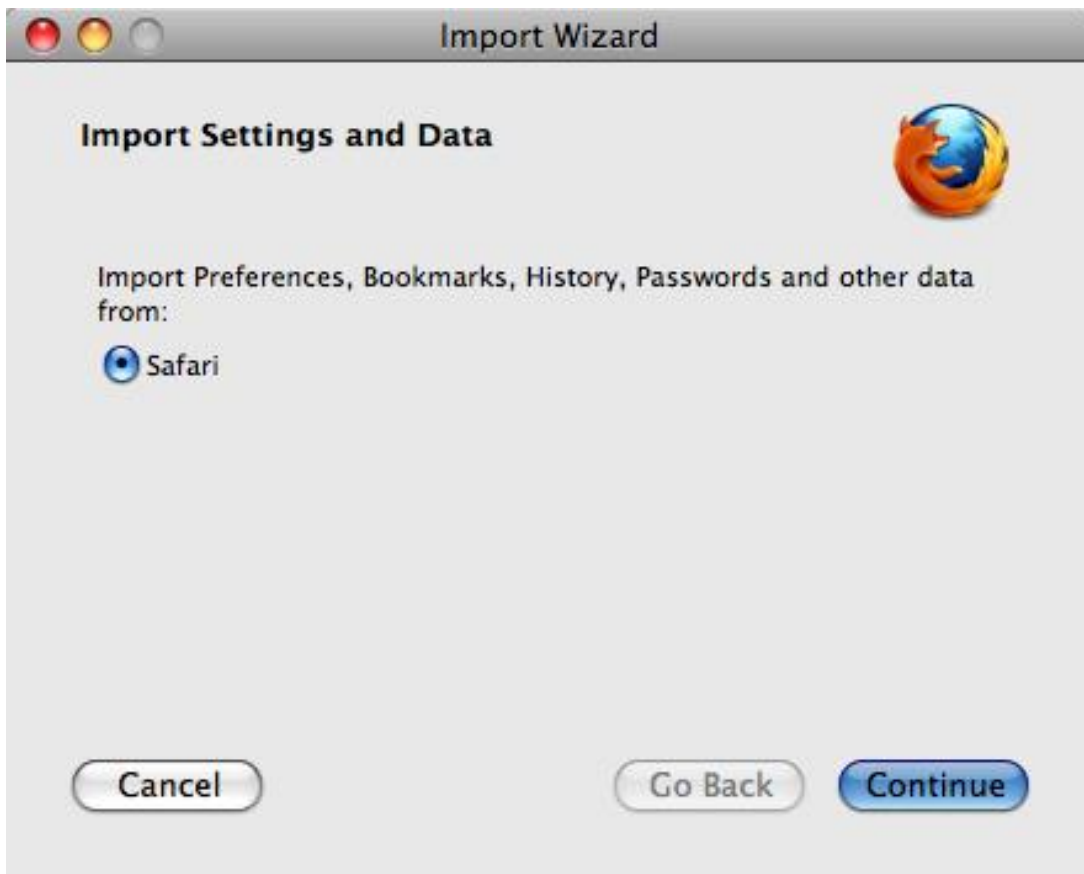 Import Wizard
Import Settings and Data
Import Preferences, Bookmarks, History, Passwords and other data
from:
Safari
Cancel
Go Back
Continue